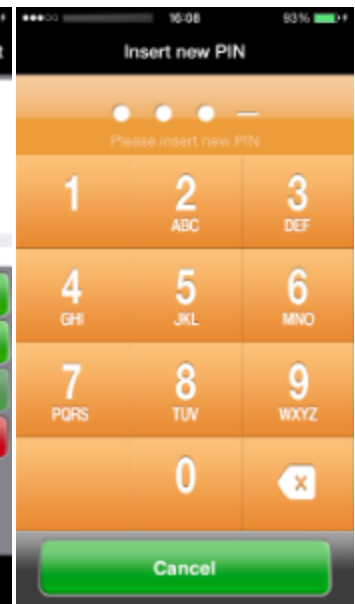 t
16:08
93%
Insert new PIN
Please insert new PIN
1
2
ABC
3
DEF
4
GHI
5
JKL
6
MNO
7
PQRS
8
TUV
9
WXYZ
0
x
Cancel